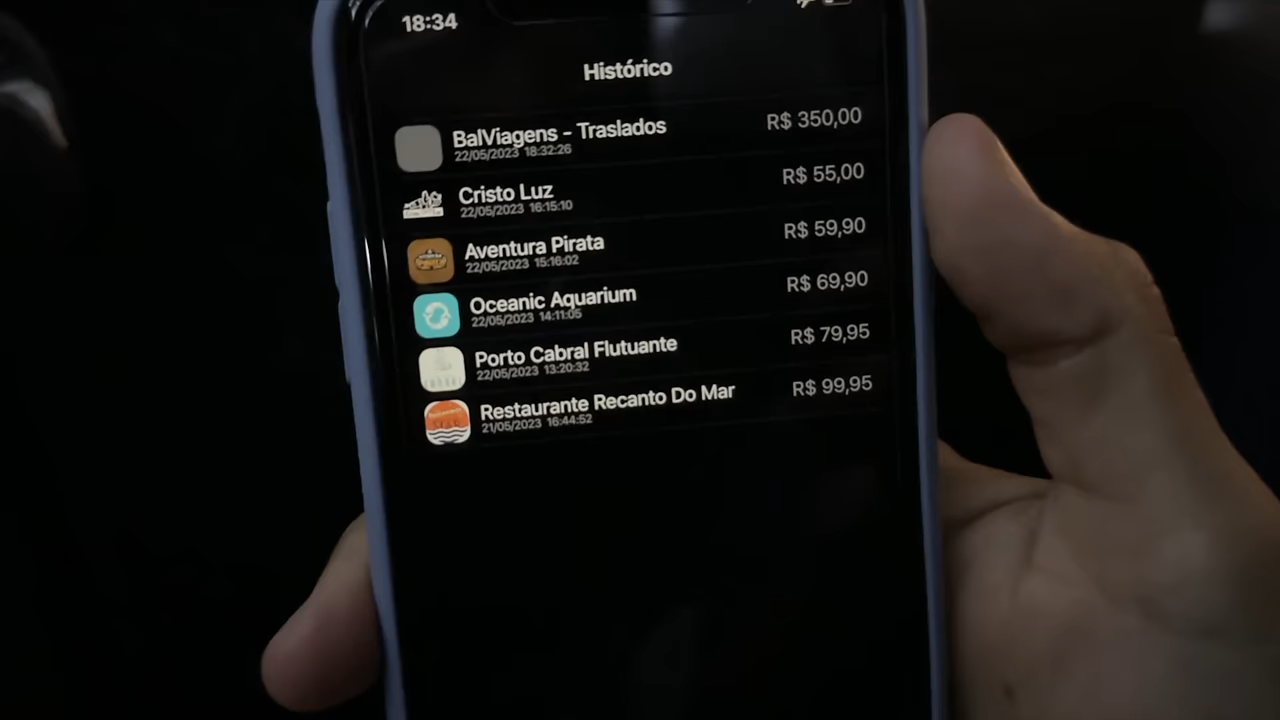 18:34
Histórico
BalViagens - Traslados
R$ 350,00
22/05/2023 18:32:26
Cristo Luz
R$ 55,00
22/05/2023 16:15:10
Aventura Pirata
R$ 59,90
22/05/2023 15:16:02
Oceanic Aquarium
R$ 69,90
22/05/2023 14:11:05
Porto Cabral Flutuante
R$ 79,95
22/05/2023 13:20:32
Restaurante Recanto Do Mar
R$ 99,95
21/05/2023 16:44:52